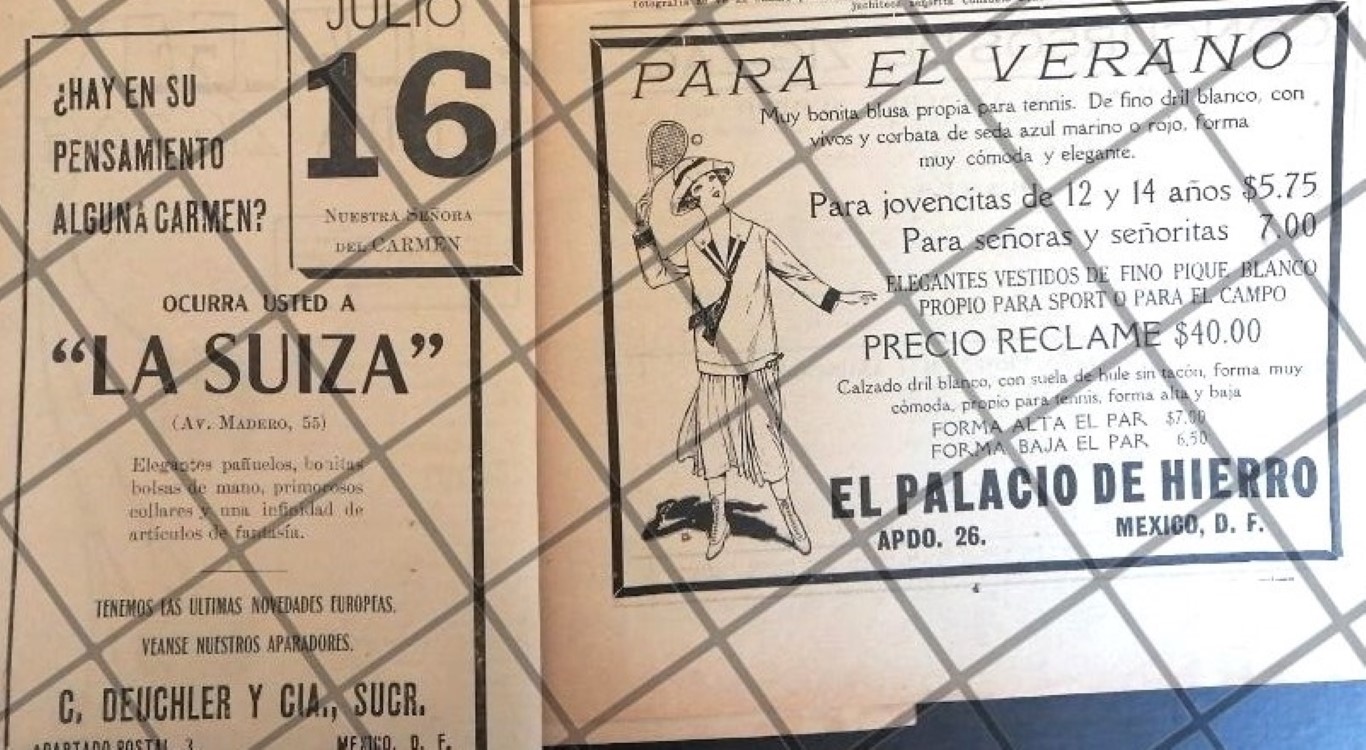 JULIO
16
NUESTRA SEÑORA
DEL CARMEN
¿HAY EN SU
PENSAMIENTO
ALGUNA CARMEN?
OCURRA USTED A
“LA SUIZA”
(AV. MADERO, 55)
Elegantes pañuelos, bonitas
bolsas de mano, primorosos
collares y una infinidad de
artículos de fantasía.
TENEMOS LAS ULTIMAS NOVEDADES EUROPEAS.
VEANSE NUESTROS APARADORES.
C. DEUCHLER Y CIA., SUCR.
APARTADO POSTAL 3. MEXICO, D. F.
PARA EL VERANO
Muy bonita blusa propia para tennis. De fino dril blanco, con
vivos y corbata de seda azul marino o rojo, forma
muy cómoda y elegante.
Para jovencitas de 12 y 14 años $5.75
Para señoras y señoritas 7.00
ELEGANTES VESTIDOS DE FINO PIQUE BLANCO
PROPIO PARA SPORT O PARA EL CAMPO
PRECIO RECLAME $40.00
Calzado dril blanco, con suela de hule sin tacón, forma muy
cómoda, propio para tennis, forma alta y baja
FORMA ALTA EL PAR $7.00
FORMA BAJA EL PAR 6.50
EL PALACIO DE HIERRO
APDO. 26. MEXICO, D. F.